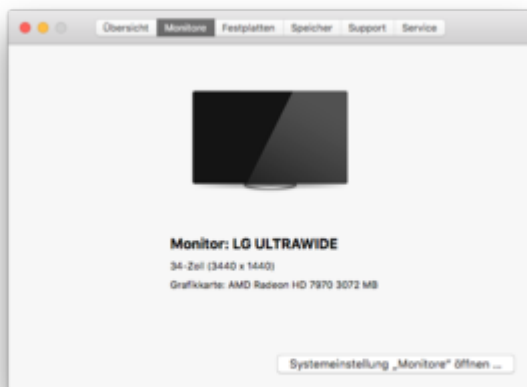 Übersicht Monitore Festplatten Speicher Support Service
Monitor: LG ULTRAWIDE
34-Zoll (3440 x 1440)
Grafikkarte: AMD Radeon HD 7970 3072 MB
Systemeinstellung „Monitore“ öffnen ...